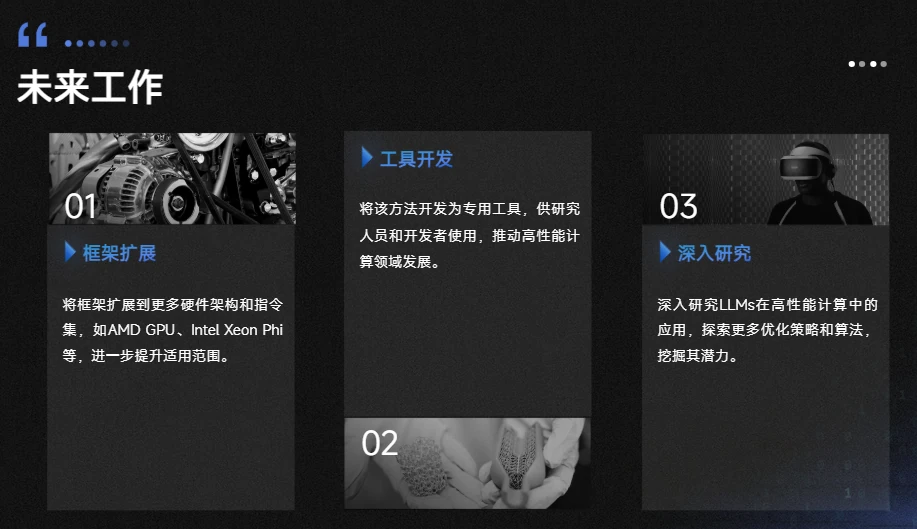 未来工作
01
框架扩展
将框架扩展到更多硬件架构和指令
集，如AMD GPU、Intel Xeon Phi
等，进一步提升适用范围。
工具开发
将该方法开发为专用工具，供研究
人员和开发者使用，推动高性能计
算领域发展。
02
03
深入研究
深入研究LLMs在高性能计算中的
应用，探索更多优化策略和算法，
挖掘其潜力。